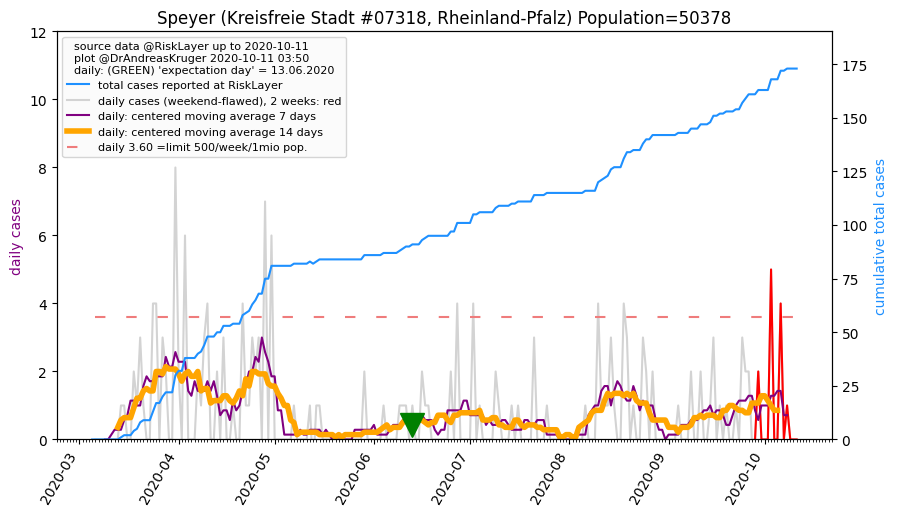 Speyer (Kreisfreie Stadt #07318, Rheinland-Pfalz) Population=50378
source data @RiskLayer up to 2020-10-11
plot @DrAndreasKruger 2020-10-11 03:50
daily: (GREEN) 'expectation day' = 13.06.2020
total cases reported at RiskLayer
daily cases (weekend-flawed), 2 weeks: red
daily: centered moving average 7 days
daily: centered moving average 14 days
daily 3.60 =limit 500/week/1mio pop.
daily cases
12
10
8
6
4
2
0
cumulative total cases
175
150
125
100
75
50
25
0
2020-03
2020-04
2020-05
2020-06
2020-07
2020-08
2020-09
2020-10